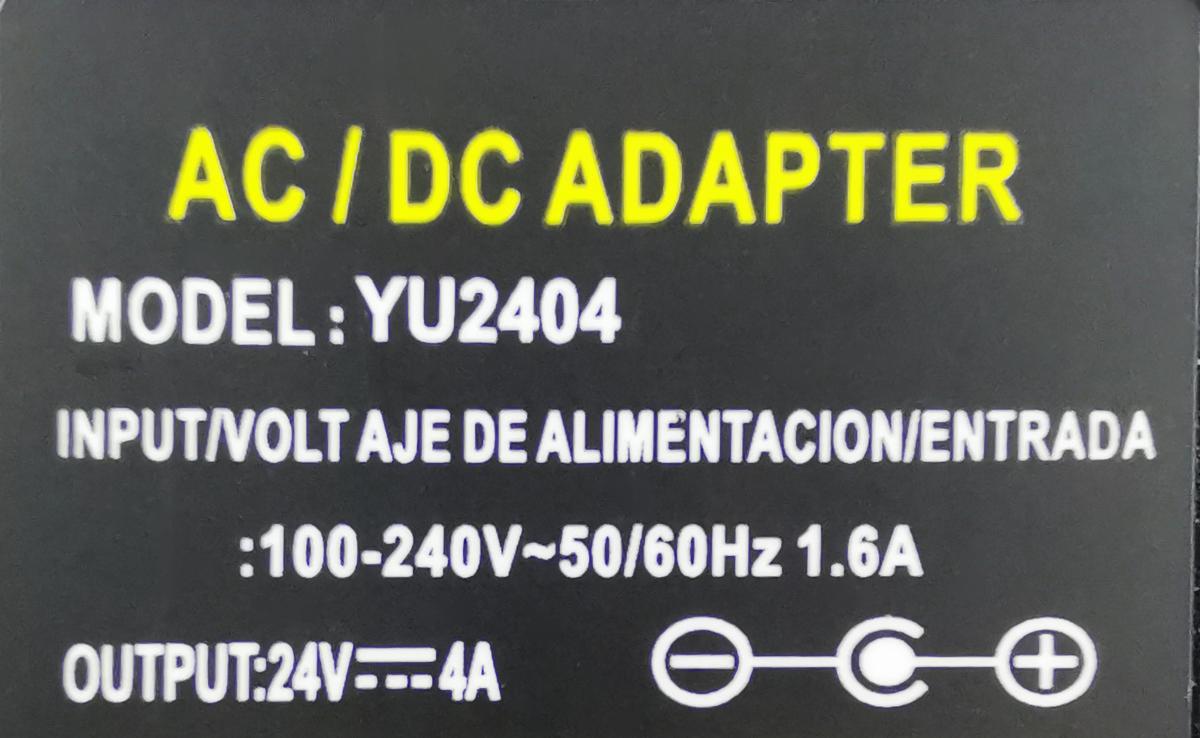 AC / DC ADAPTER
MODEL : YU2404
INPUT/VOLT AJE DE ALIMENTACION/ENTRADA
:100-240V~50/60Hz 1.6A
OUTPUT:24V⎓4A